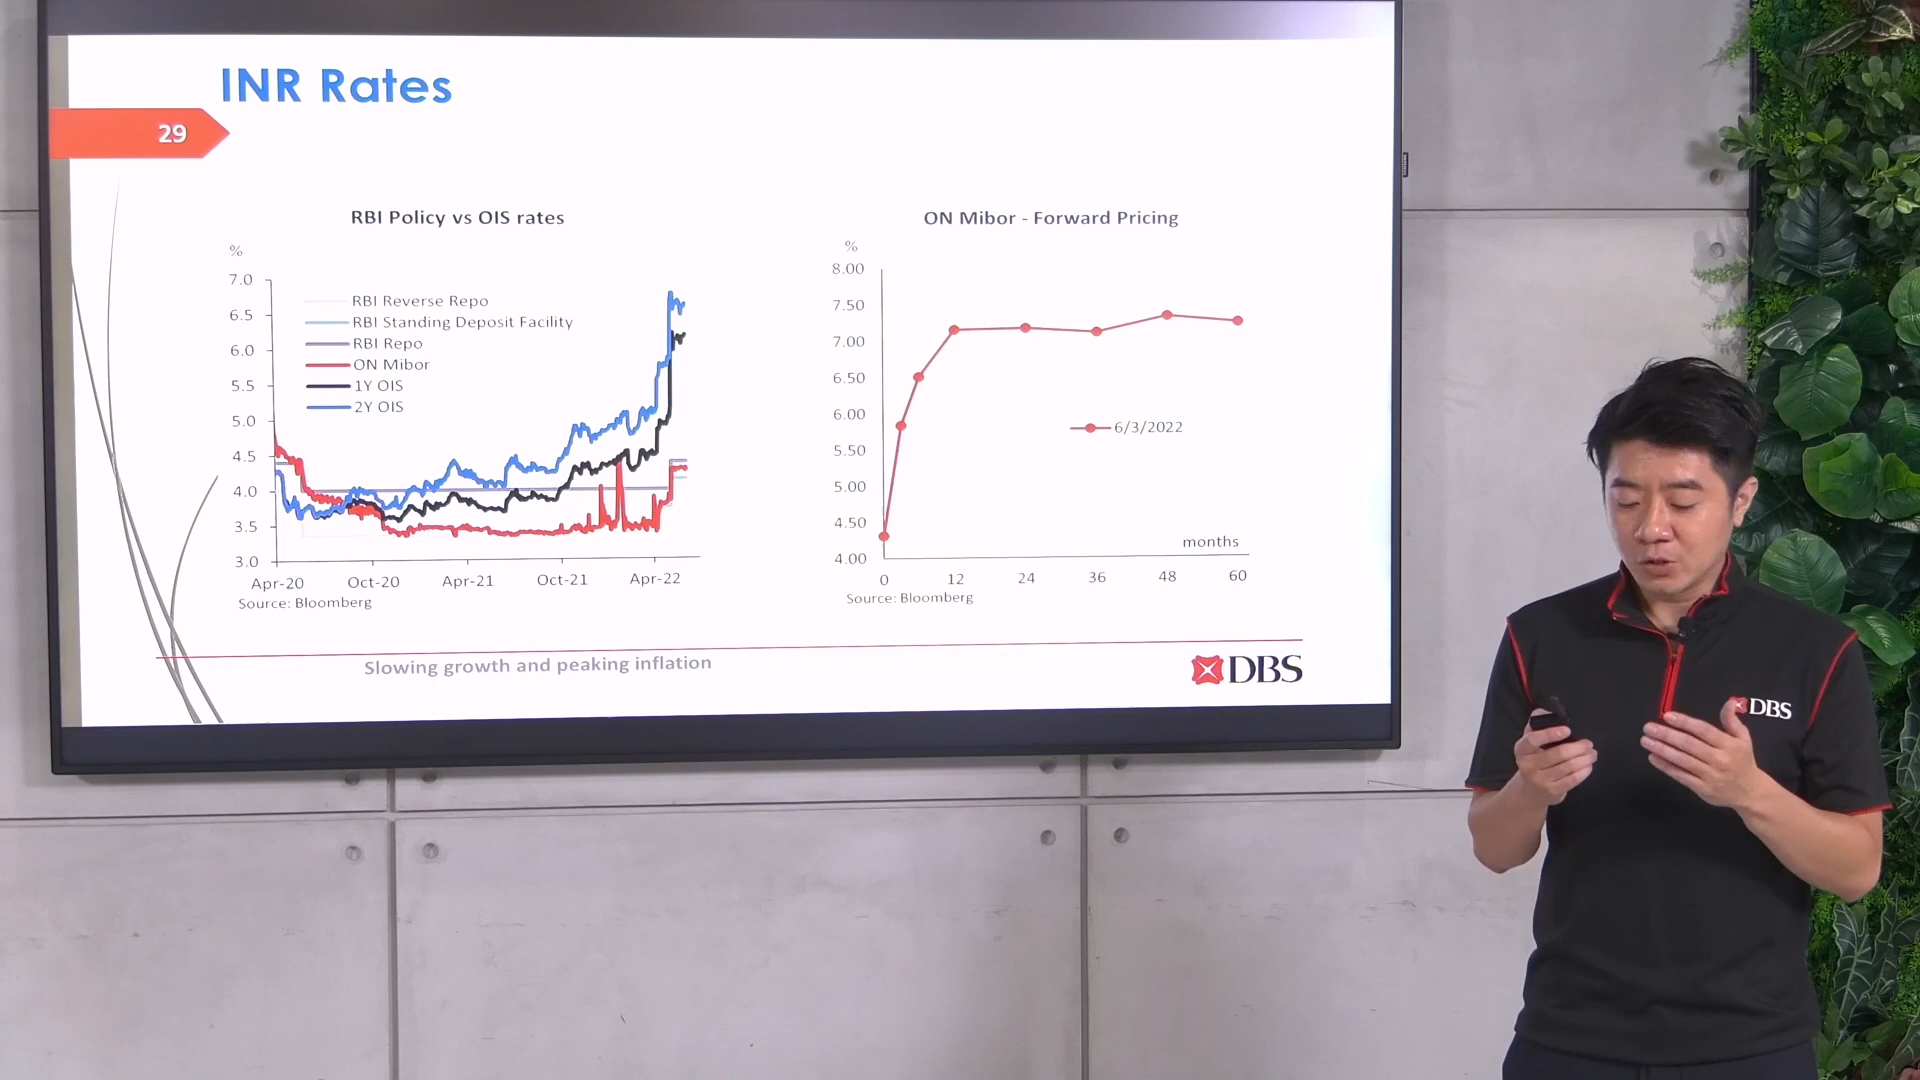 INR Rates
29
RBI Policy vs OIS rates
%
7.0
6.5
6.0
5.5
5.0
4.5
4.0
3.5
3.0
RBI Reverse Repo
RBI Standing Deposit Facility
RBI Repo
ON Mibor
1Y OIS
2Y OIS
Apr-20 Oct-20 Apr-21 Oct-21 Apr-22
Source: Bloomberg
ON Mibor - Forward Pricing
%
8.00
7.50
7.00
6.50
6.00
5.50
5.00
4.50
4.00
6/3/2022
months
0 12 24 36 48 60
Source: Bloomberg
Slowing growth and peaking inflation
DBS
DBS